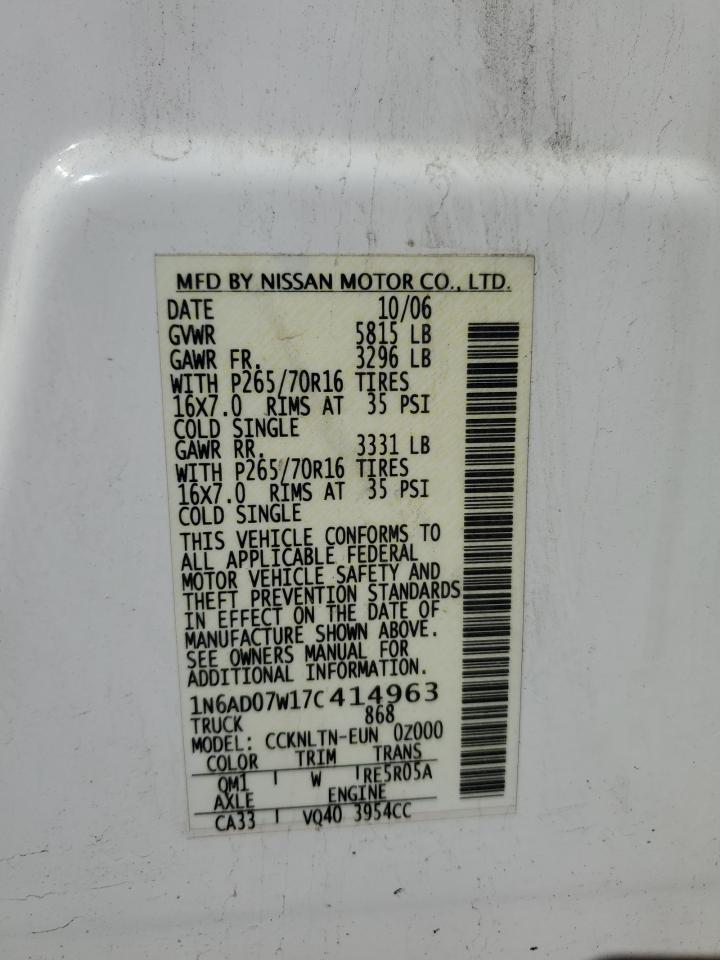 MFD BY NISSAN MOTOR CO., LTD.
DATE 10/06
GVWR 5815 LB
GAWR FR. 3296 LB
WITH P265/70R16 TIRES
16X7.0 RIMS AT 35 PSI
COLD SINGLE
GAWR RR. 3331 LB
WITH P265/70R16 TIRES
16X7.0 RIMS AT 35 PSI
COLD SINGLE
THIS VEHICLE CONFORMS TO
ALL APPLICABLE FEDERAL
MOTOR VEHICLE SAFETY AND
THEFT PREVENTION STANDARDS
IN EFFECT ON THE DATE OF
MANUFACTURE SHOWN ABOVE.
SEE OWNERS MANUAL FOR
ADDITIONAL INFORMATION.
1N6AD07W17C414963
TRUCK 868
MODEL: CCKNLTN-EUN 0Z000
COLOR TRIM TRANS
QM1 W RE5R05A
AXLE ENGINE
CA33 VQ40 3954CC